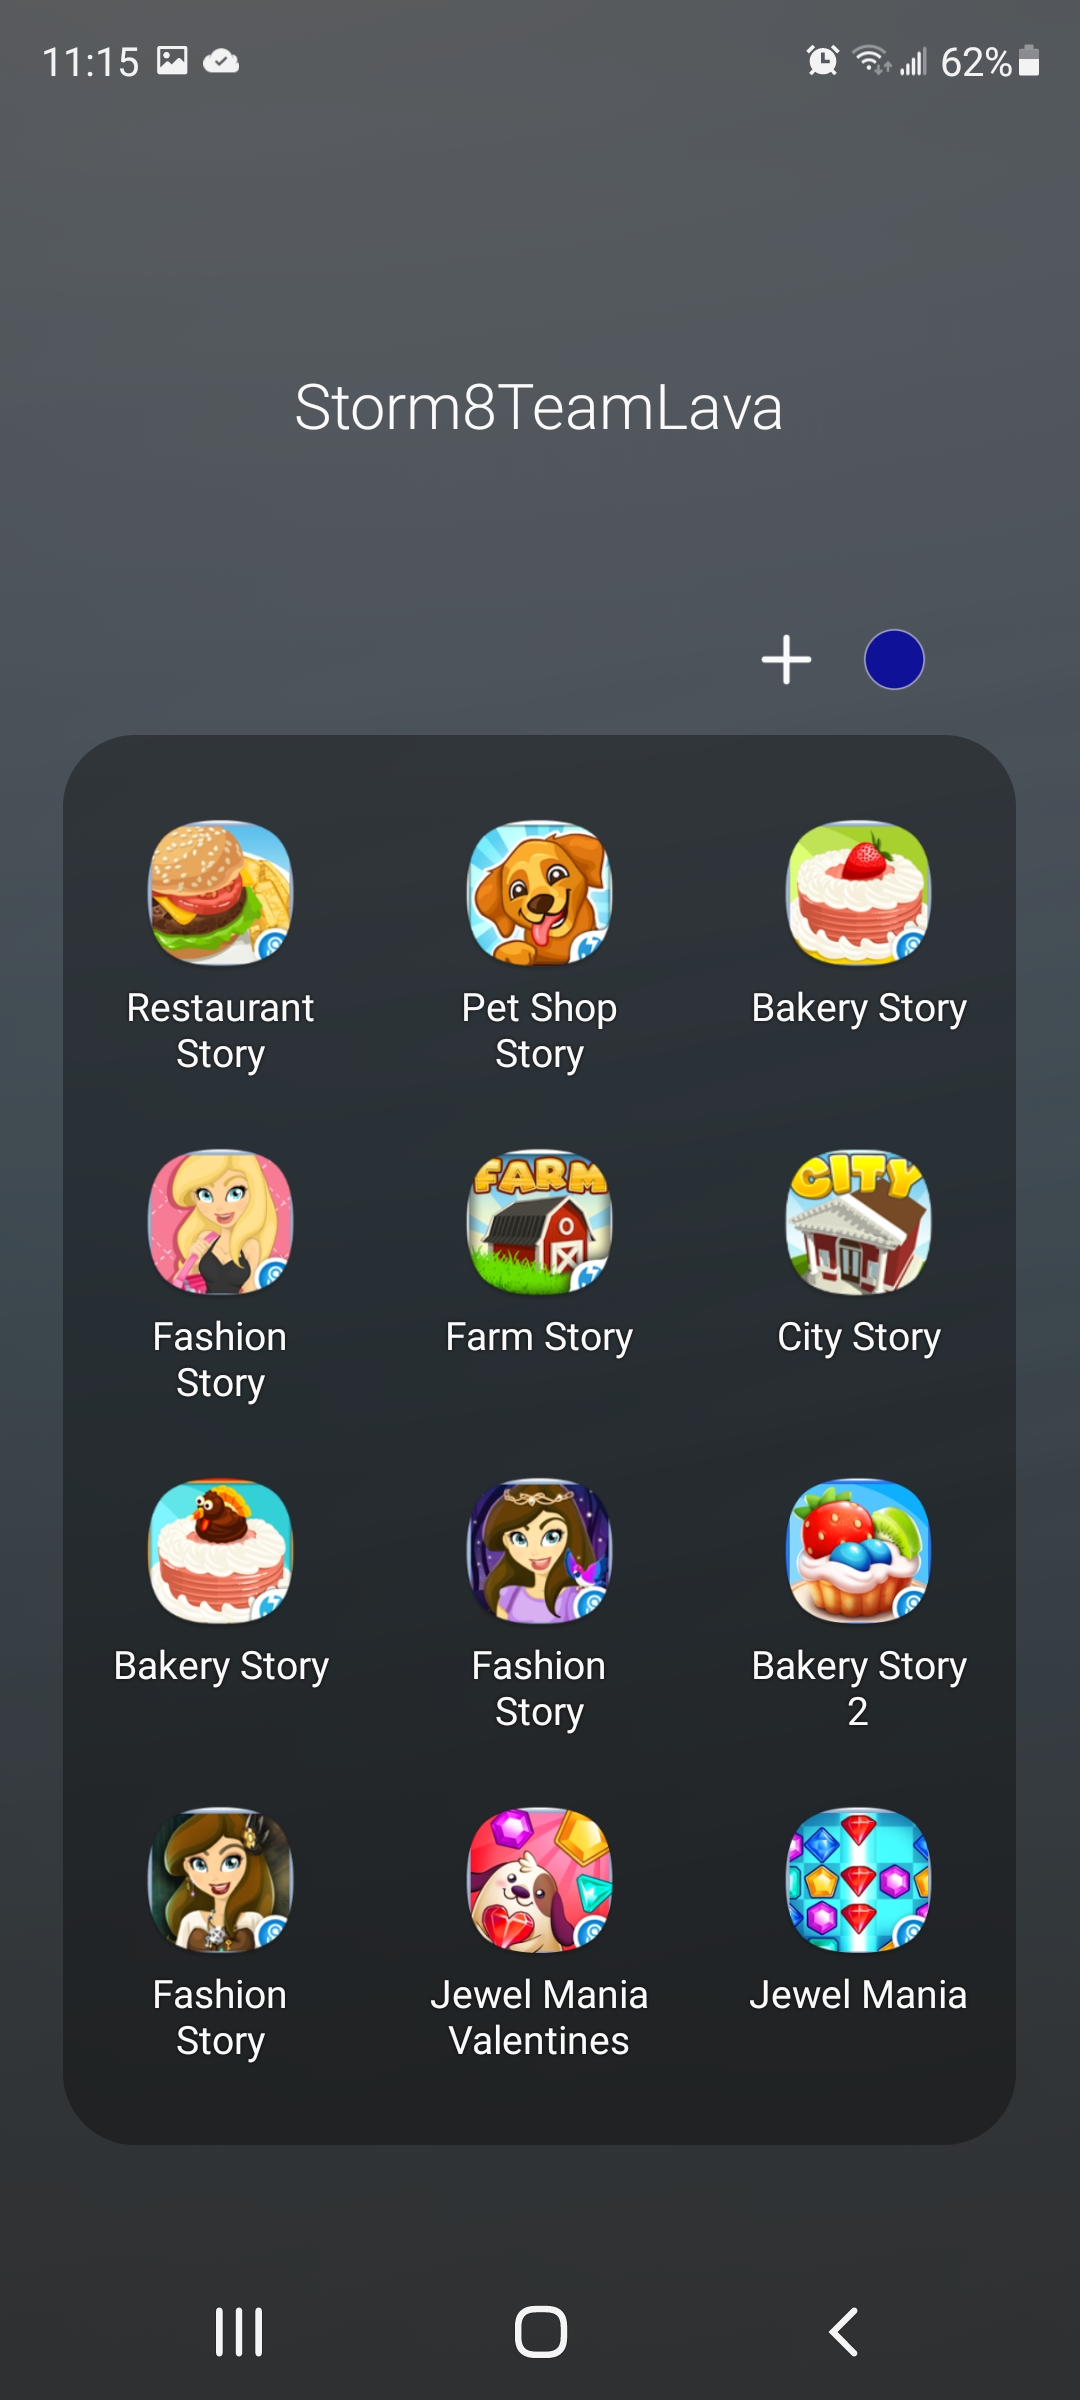 11:15
62%
Storm8TeamLava
Restaurant
Story
Pet Shop
Story
Bakery Story
FARM
CITY
Fashion
Story
Farm Story
City Story
Bakery Story
Fashion
Story
Bakery Story
2
Fashion
Story
Jewel Mania
Valentines
Jewel Mania